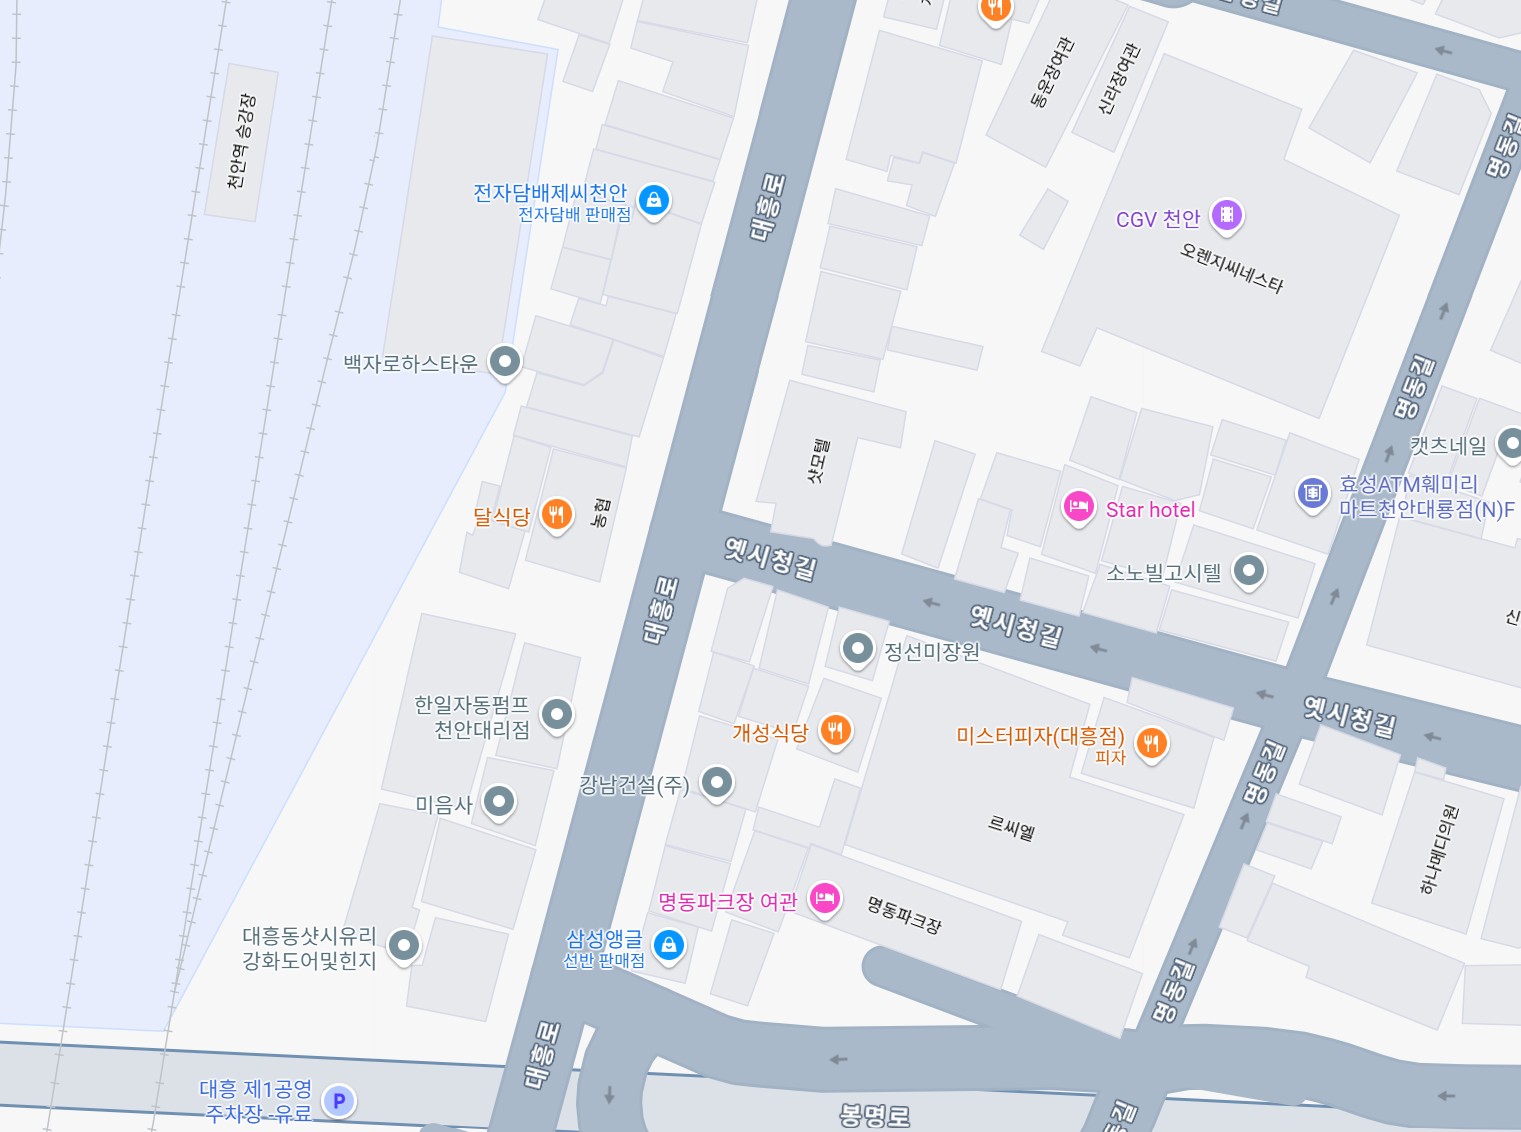 동운장여관
신라장여관
천안역 승강장
전자담배제씨천안
전자담배 판매점
대흥로
CGV 천안
오렌지씨네스타
명동길
백자로하스타운
명동길
샷모텔
캣츠네일
효성ATM훼미리
마트천안대룡점(N)F
달식당
농협
Star hotel
옛시청길
소노빌고시텔
대흥로
옛시청길
정선미장원
한일자동펌프
천안대리점
옛시청길
개성식당
미스터피자(대흥점)
피자
명동길
강남건설(주)
미음사
르씨엘
하나메디의원
명동파크장 여관
명동파크장
대흥동샷시유리
강화도어및힌지
삼성앵글
선반 판매점
명동길
대흥로
대흥 제1공영
주차장 -유료
P
봉명로